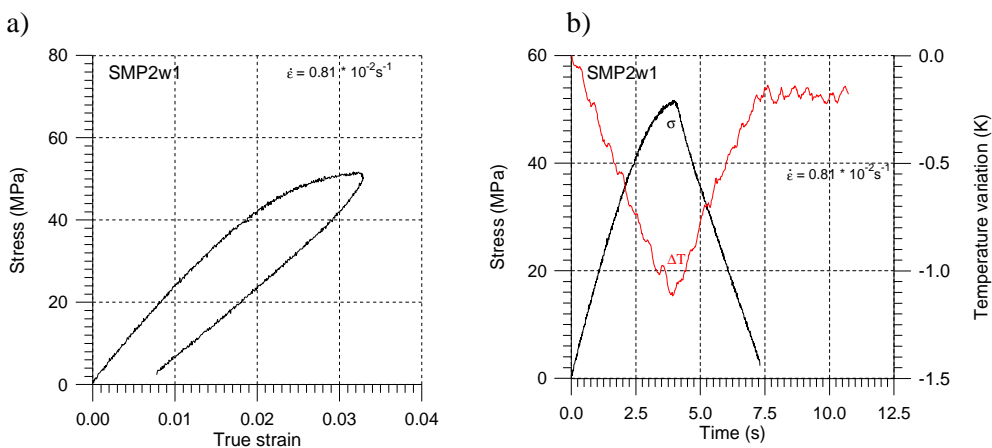 a)
80
60
40
20
0
Stress (MPa)
SMP2w1
ε̇ = 0.81 * 10⁻²s⁻¹
0.00 0.01 0.02 0.03 0.04
True strain
b)
60
40
20
0
Stress (MPa)
SMP2w1
σ
ΔT
ε̇ = 0.81 * 10⁻²s⁻¹
0.0
-0.5
-1.0
-1.5
Temperature variation (K)
0.0 2.5 5.0 7.5 10.0 12.5
Time (s)